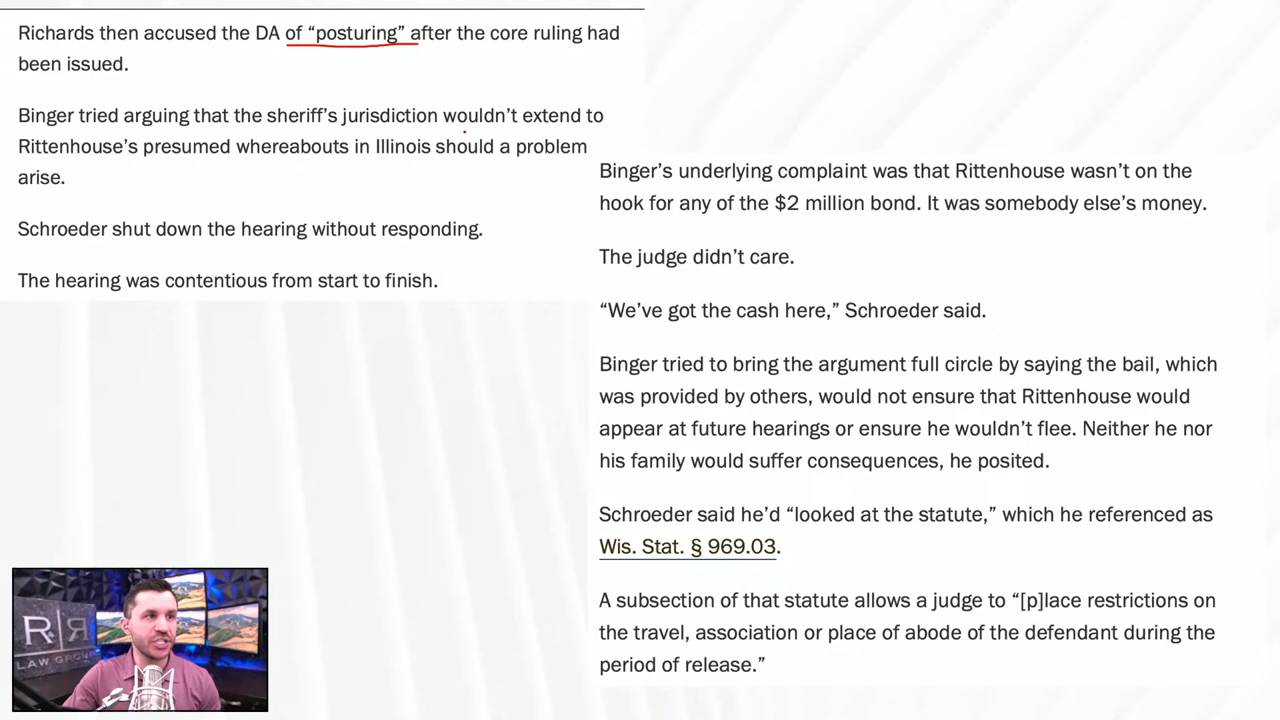 Richards then accused the DA of “posturing” after the core ruling had
been issued.
Binger tried arguing that the sheriff’s jurisdiction wouldn’t extend to
Rittenhouse’s presumed whereabouts in Illinois should a problem
arise.
Schroeder shut down the hearing without responding.
The hearing was contentious from start to finish.
Binger’s underlying complaint was that Rittenhouse wasn’t on the
hook for any of the $2 million bond. It was somebody else’s money.
The judge didn’t care.
“We’ve got the cash here,” Schroeder said.
Binger tried to bring the argument full circle by saying the bail, which
was provided by others, would not ensure that Rittenhouse would
appear at future hearings or ensure he wouldn’t flee. Neither he nor
his family would suffer consequences, he posited.
Schroeder said he’d “looked at the statute,” which he referenced as
Wis. Stat. § 969.03.
A subsection of that statute allows a judge to “[p]lace restrictions on
the travel, association or place of abode of the defendant during the
period of release.”
R|R
LAW GROUP